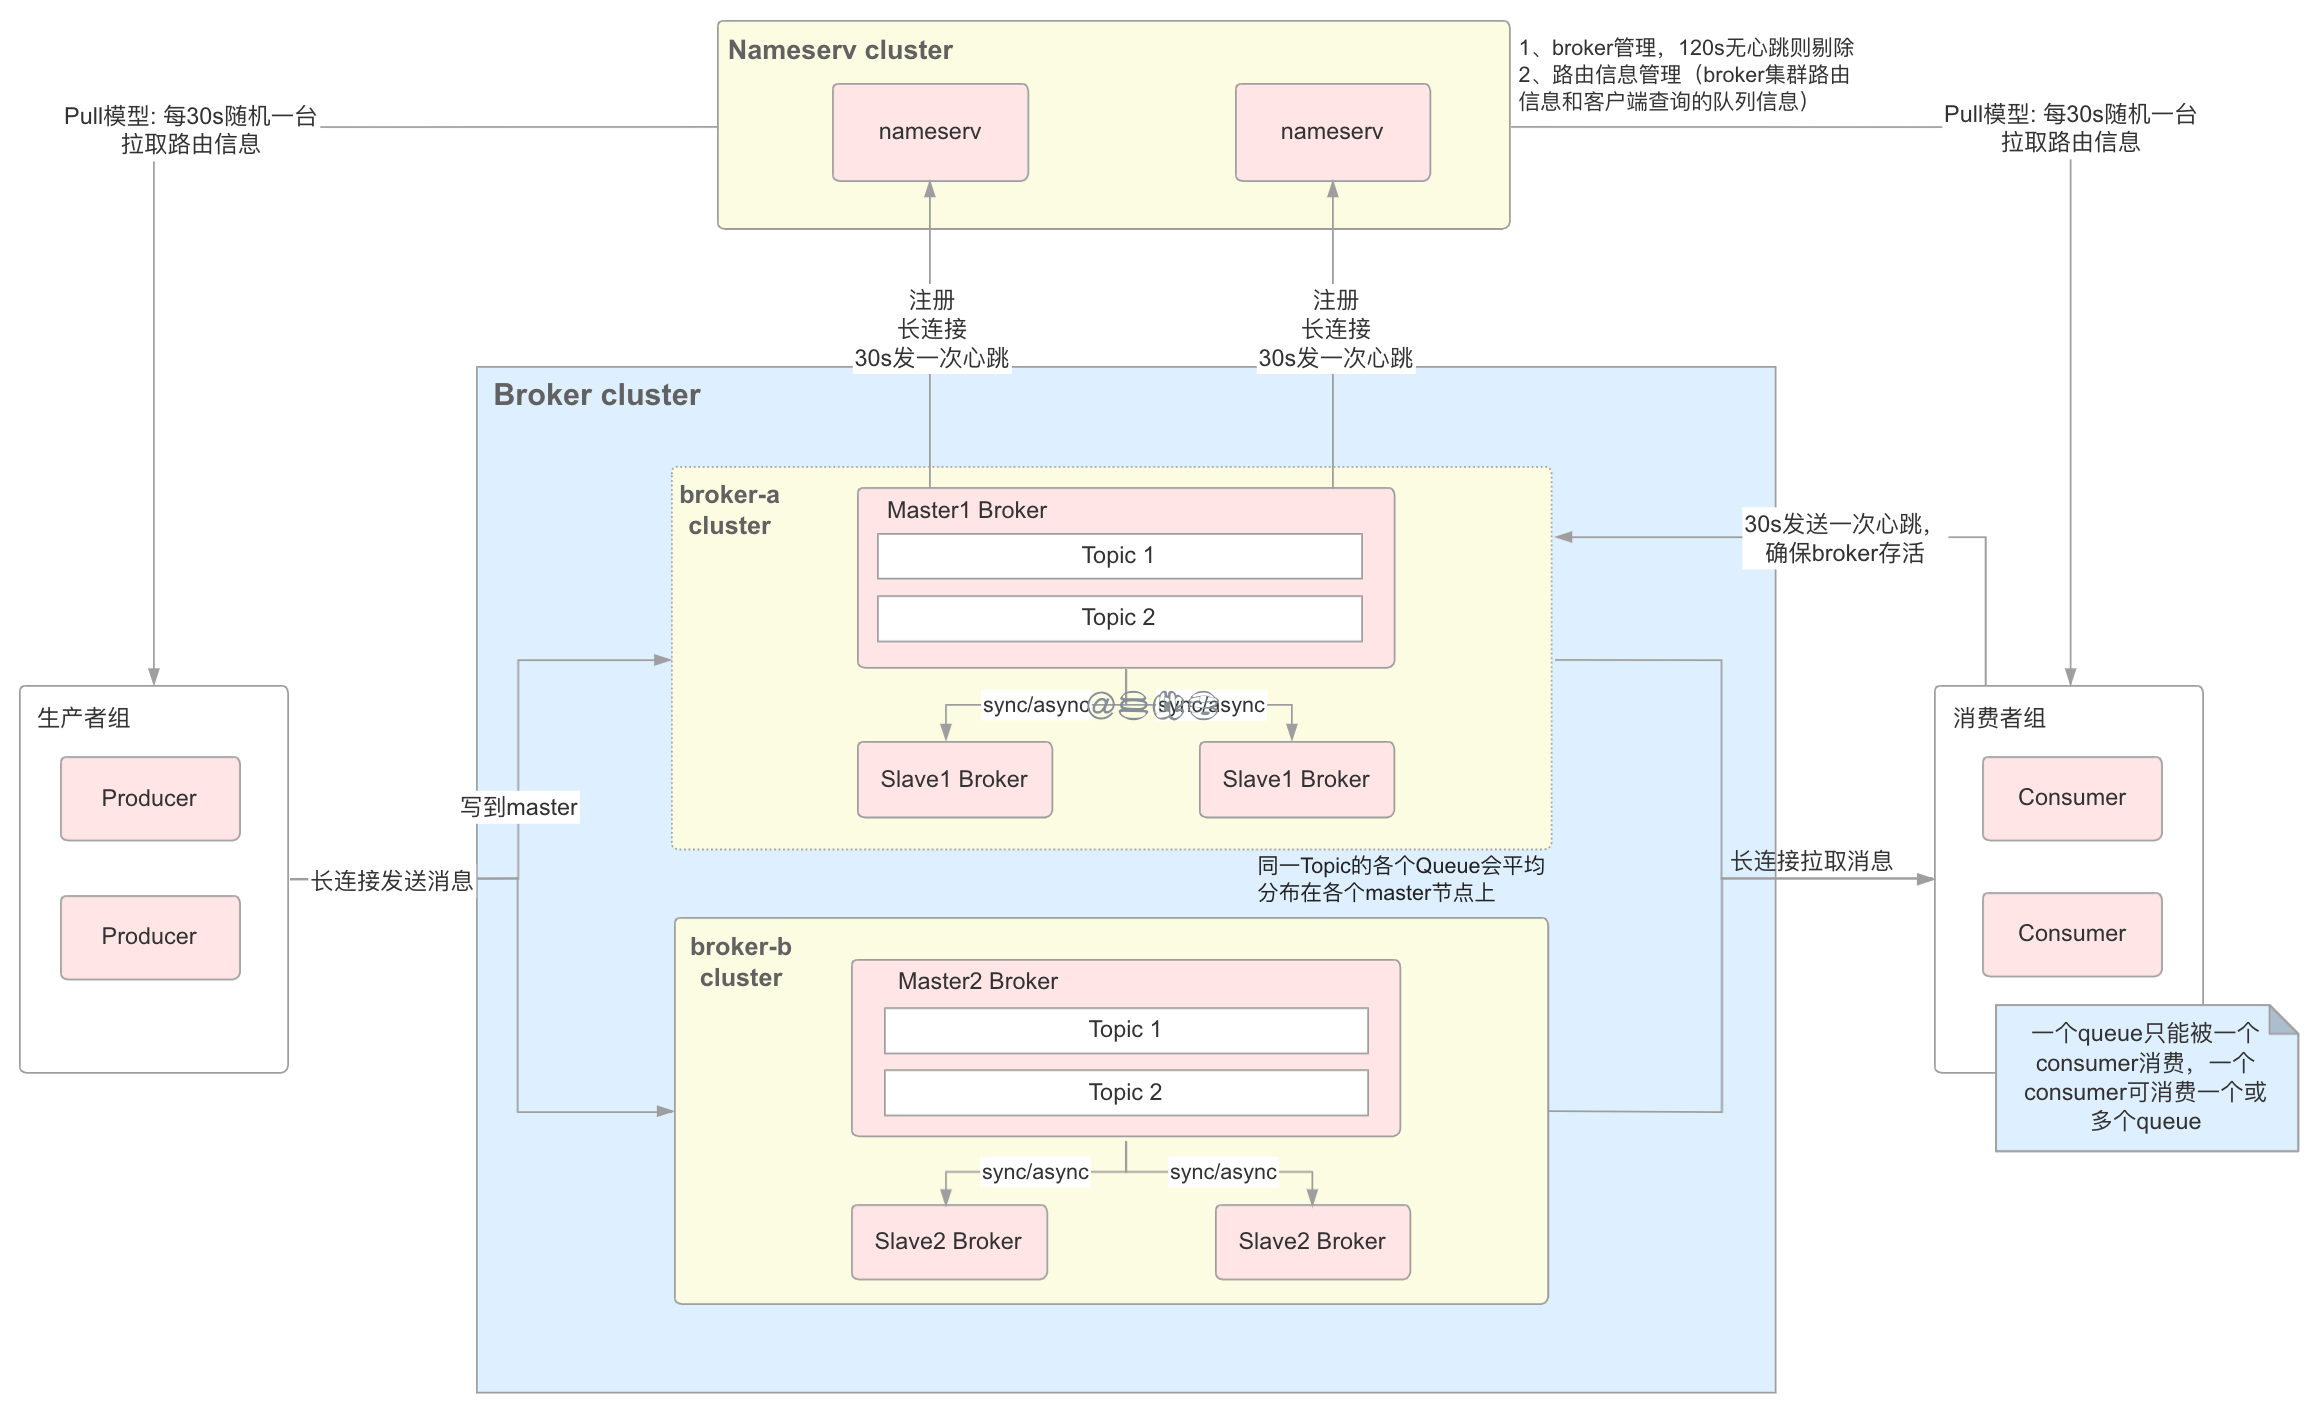 Nameserv cluster
nameserv
nameserv
1、broker管理，120s无心跳则剔除
2、路由信息管理（broker集群路由
信息和客户端查询的队列信息）
Pull模型: 每30s随机一台
拉取路由信息
Pull模型: 每30s随机一台
拉取路由信息
注册
长连接
30s发一次心跳
注册
长连接
30s发一次心跳
Broker cluster
broker-a
cluster
Master1 Broker
Topic 1
Topic 2
sync/async
sync/async
Slave1 Broker
Slave1 Broker
30s发送一次心跳，
确保broker存活
生产者组
Producer
Producer
写到master
长连接发送消息
同一Topic的各个Queue会平均
分布在各个master节点上
长连接拉取消息
消费者组
Consumer
Consumer
一个queue只能被一个
consumer消费，一个
consumer可消费一个或
多个queue
broker-b
cluster
Master2 Broker
Topic 1
Topic 2
sync/async
sync/async
Slave2 Broker
Slave2 Broker